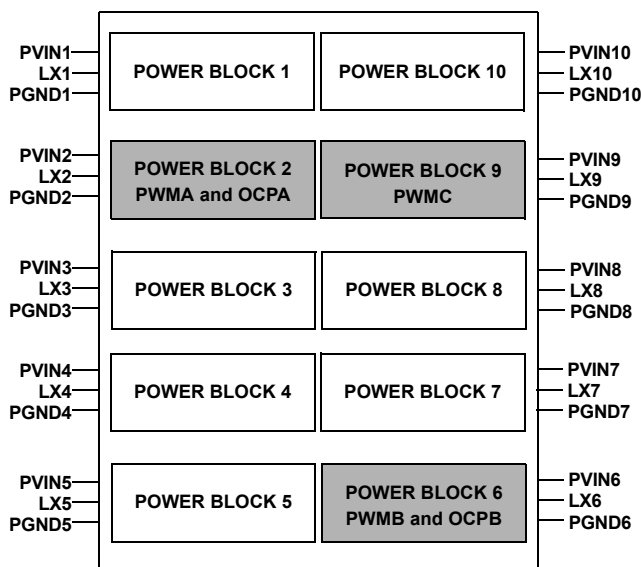 PVIN1
LX1
PGND1
POWER BLOCK 1
POWER BLOCK 10
PVIN10
LX10
PGND10
PVIN2
LX2
PGND2
POWER BLOCK 2
PWMA and OCPA
POWER BLOCK 9
PWMC
PVIN9
LX9
PGND9
PVIN3
LX3
PGND3
POWER BLOCK 3
POWER BLOCK 8
PVIN8
LX8
PGND8
PVIN4
LX4
PGND4
POWER BLOCK 4
POWER BLOCK 7
PVIN7
LX7
PGND7
PVIN5
LX5
PGND5
POWER BLOCK 5
POWER BLOCK 6
PWMB and OCPB
PVIN6
LX6
PGND6